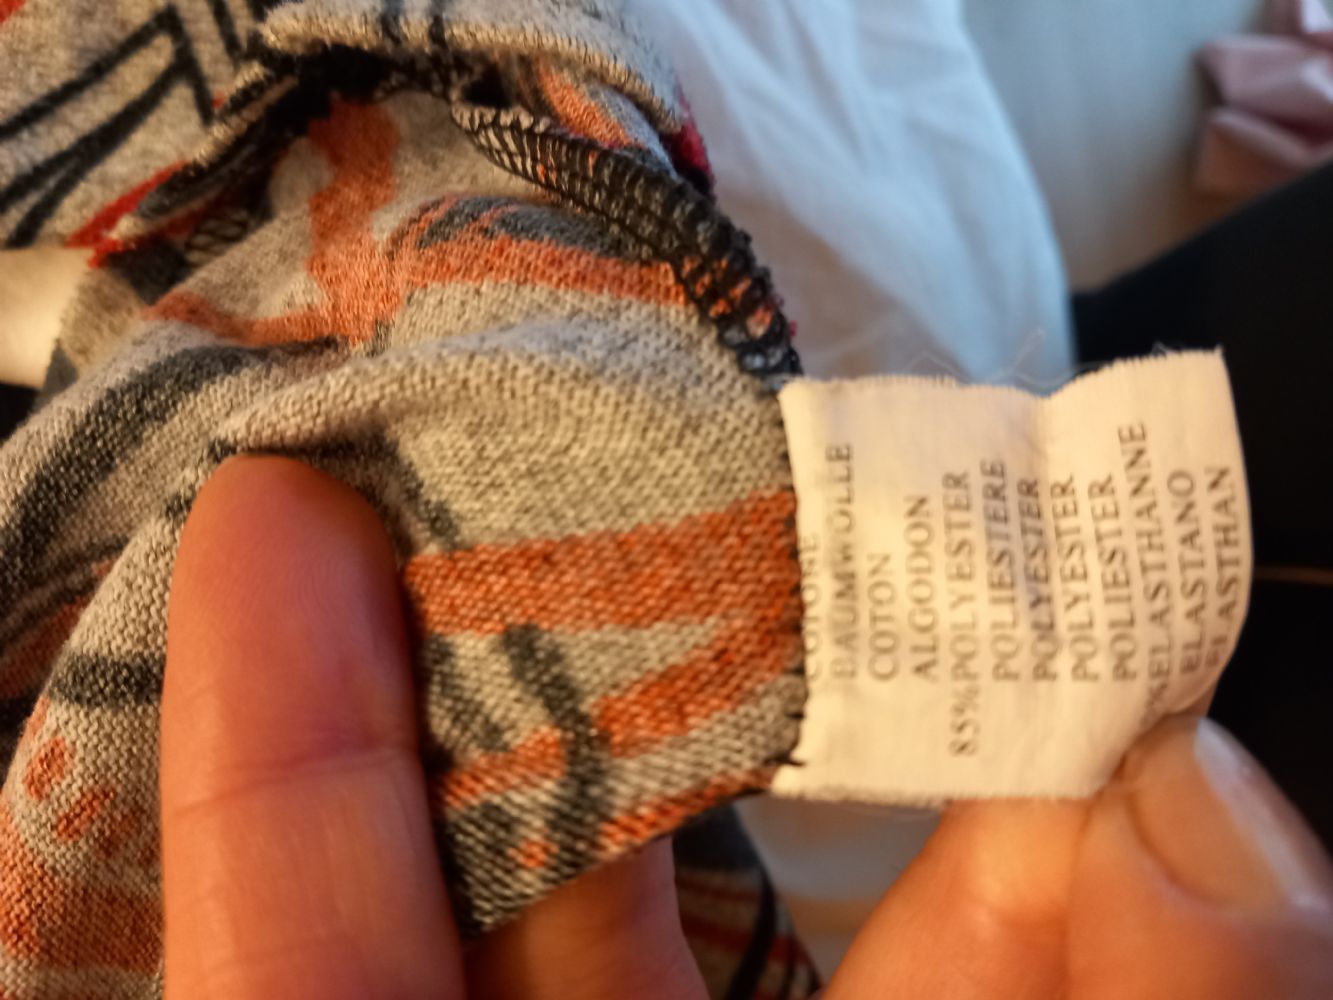 COTONE
BAUMWOLLE
COTON
ALGODON
85%POLYESTER
POLIESTERE
POLYESTER
POLYESTER
POLIESTER
%ELASTHANNE
ELASTANO
ELASTHAN